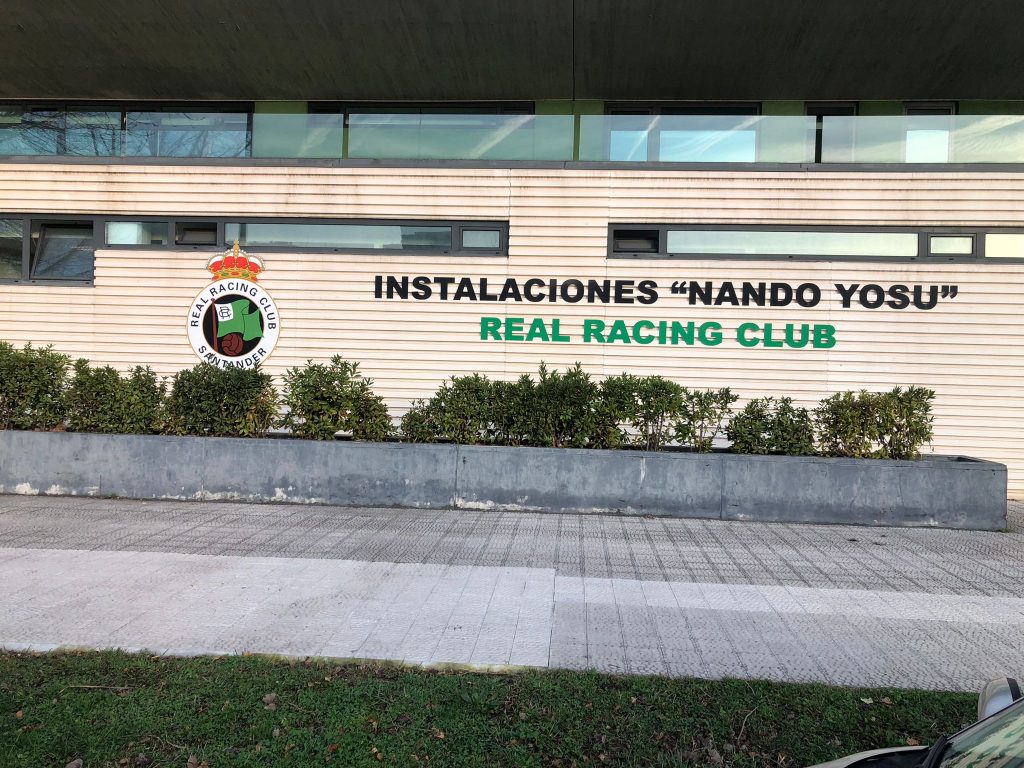 INSTALACIONES “NANDO YOSU”
REAL RACING CLUB
REAL RACING CLUB
SANTANDER